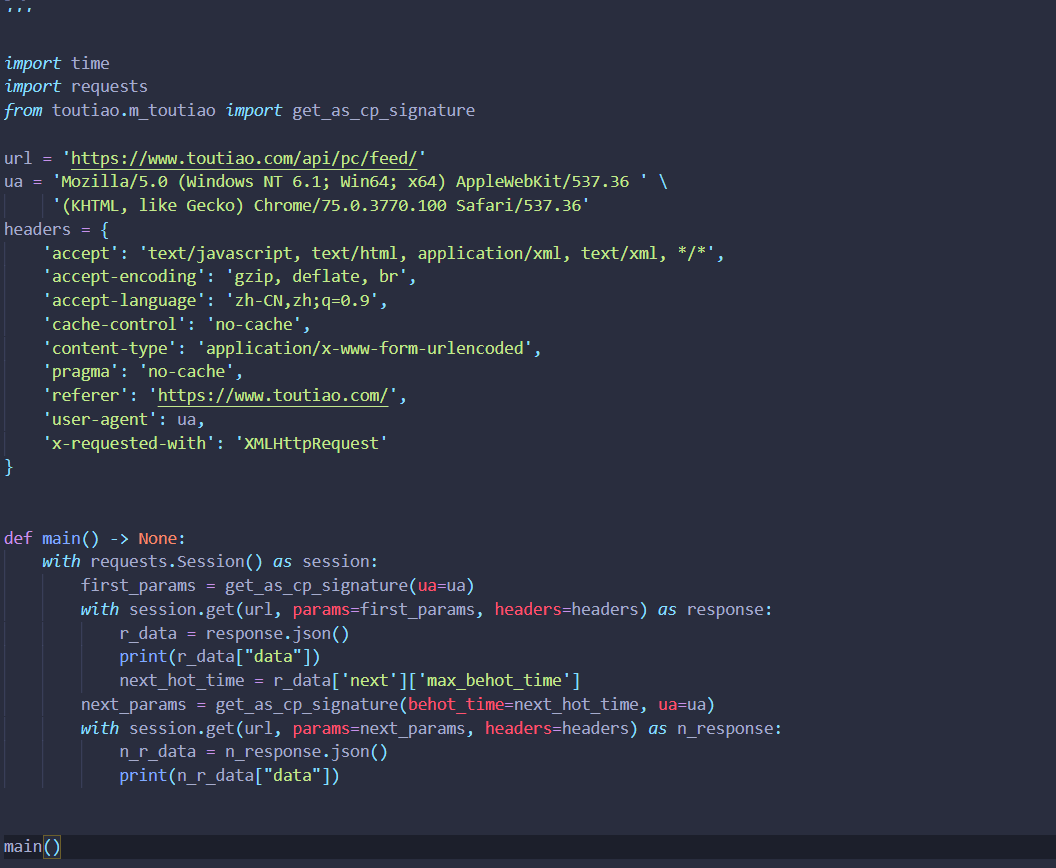 '''
import time
import requests
from toutiao.m_toutiao import get_as_cp_signature
url = 'https://www.toutiao.com/api/pc/feed/'
ua = 'Mozilla/5.0 (Windows NT 6.1; Win64; x64) AppleWebKit/537.36 ' \
    '(KHTML, like Gecko) Chrome/75.0.3770.100 Safari/537.36'
headers = {
    'accept': 'text/javascript, text/html, application/xml, text/xml, */*',
    'accept-encoding': 'gzip, deflate, br',
    'accept-language': 'zh-CN,zh;q=0.9',
    'cache-control': 'no-cache',
    'content-type': 'application/x-www-form-urlencoded',
    'pragma': 'no-cache',
    'referer': 'https://www.toutiao.com/',
    'user-agent': ua,
    'x-requested-with': 'XMLHttpRequest'
}
def main() -> None:
    with requests.Session() as session:
        first_params = get_as_cp_signature(ua=ua)
        with session.get(url, params=first_params, headers=headers) as response:
            r_data = response.json()
            print(r_data["data"])
            next_hot_time = r_data['next']['max_behot_time']
        next_params = get_as_cp_signature(behot_time=next_hot_time, ua=ua)
        with session.get(url, params=next_params, headers=headers) as n_response:
            n_r_data = n_response.json()
            print(n_r_data["data"])
main()